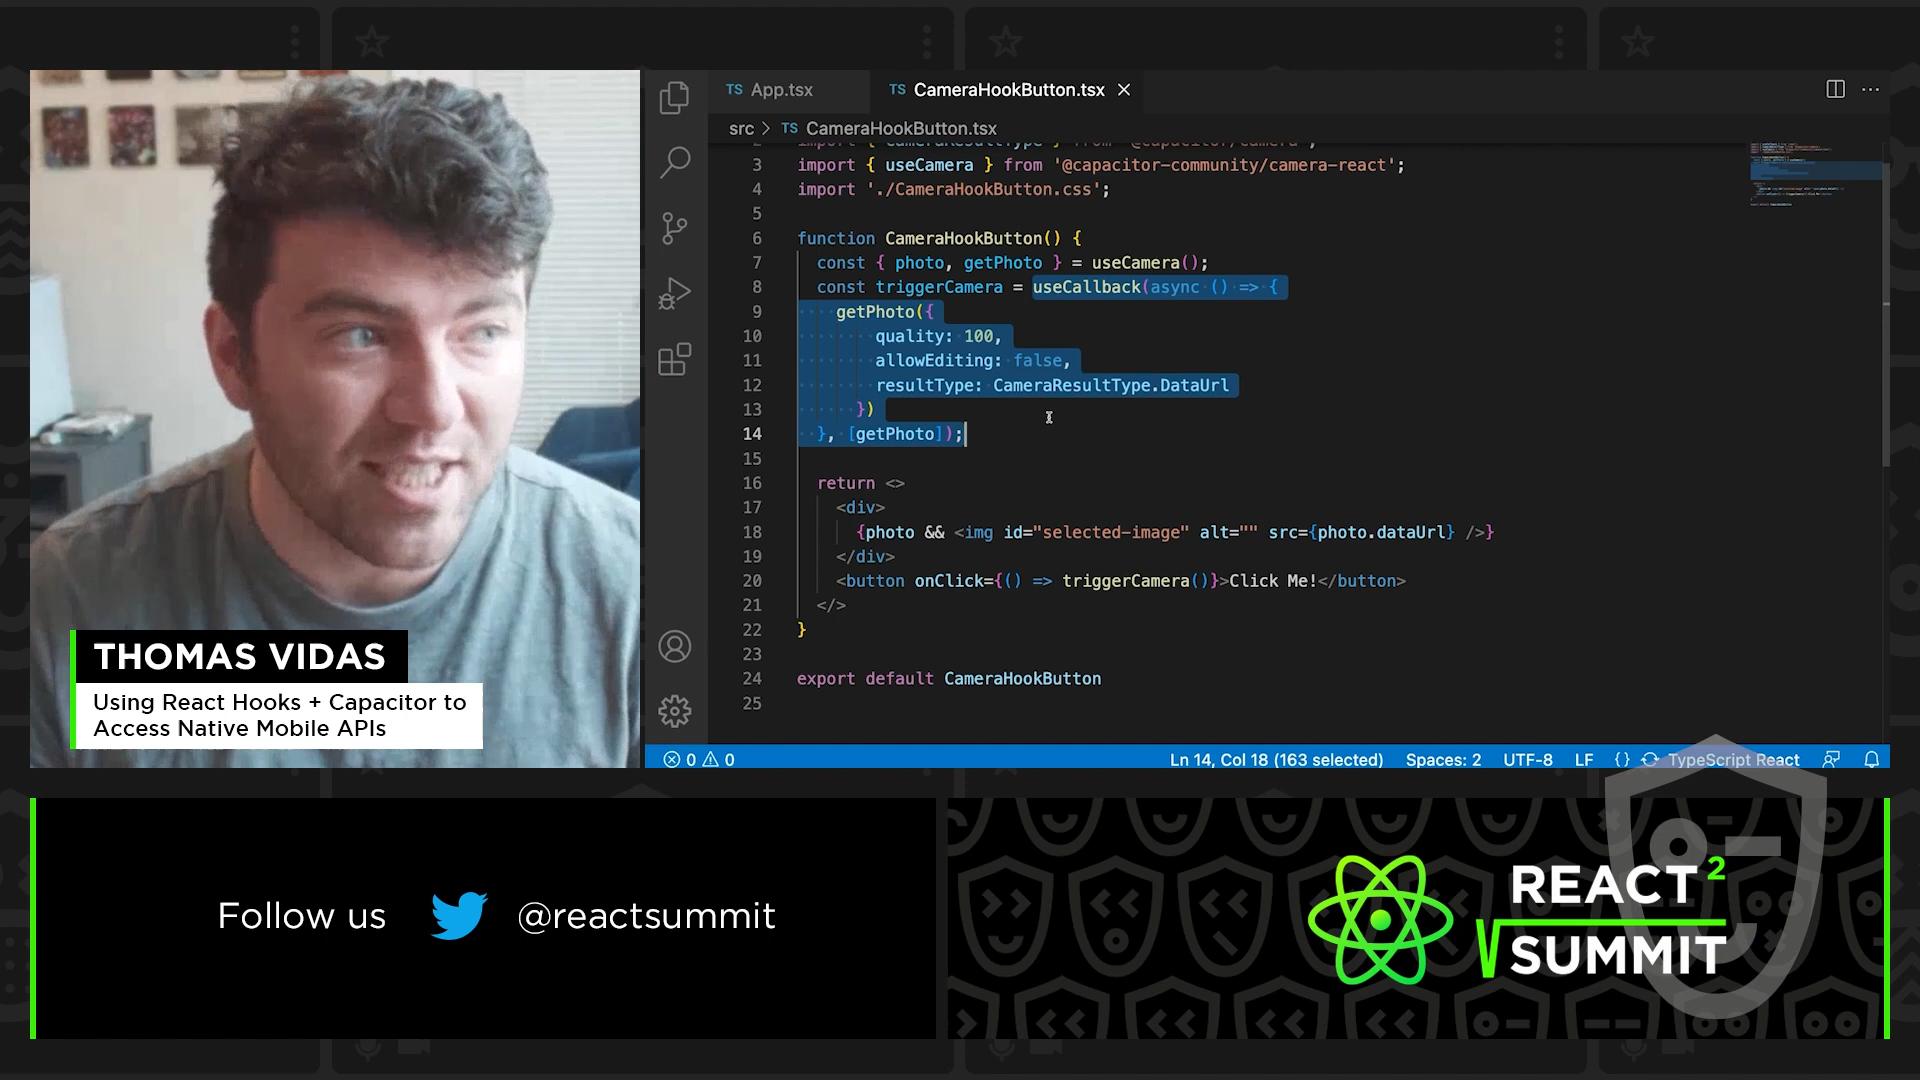 TS App.tsx
TS CameraHookButton.tsx
src > TS CameraHookButton.tsx
2 import { CameraResultType } from '@capacitor/camera';
3 import { useCamera } from '@capacitor-community/camera-react';
4 import './CameraHookButton.css';
5
6 function CameraHookButton() {
7 const { photo, getPhoto } = useCamera();
8 const triggerCamera = useCallback(async () => {
9 getPhoto({
10 quality: 100,
11 allowEditing: false,
12 resultType: CameraResultType.DataUrl
13 })
14 }, [getPhoto]);
15
16 return <>
17 <div>
18 {photo && <img id="selected-image" alt="" src={photo.dataUrl} />}
19 </div>
20 <button onClick={() => triggerCamera()}>Click Me!</button>
21 </>
22 }
23
24 export default CameraHookButton
25
0 0 Ln 14, Col 18 (163 selected) Spaces: 2 UTF-8 LF {} TypeScript React
THOMAS VIDAS
Using React Hooks + Capacitor to
Access Native Mobile APIs
Follow us @reactsummit
REACT 2
SUMMIT